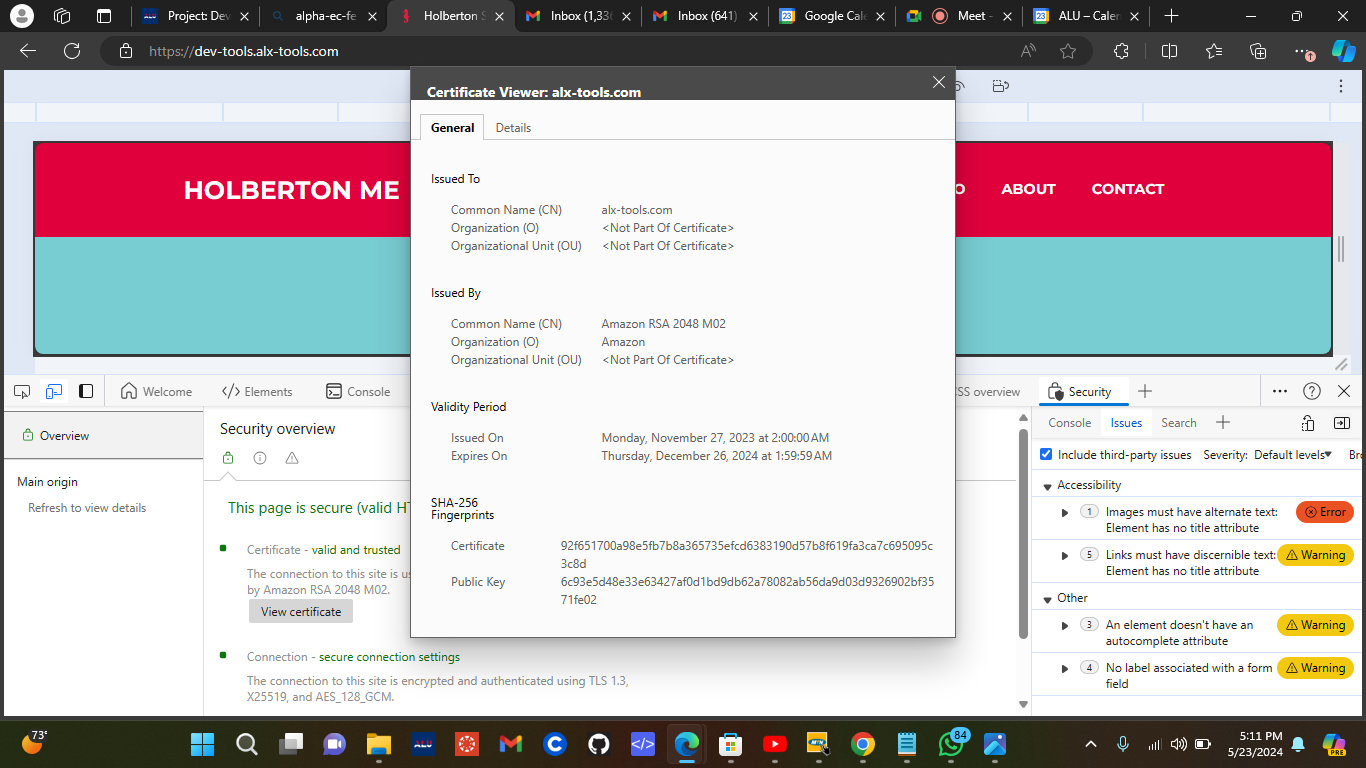 Project: Dev
alpha-ec-fe
Holberton S
Inbox (1,33
Inbox (641)
Google Cale
Meet -
ALU – Calen
https://dev-tools.alx-tools.com
Certificate Viewer: alx-tools.com
General
Details
HOLBERTON ME
O
ABOUT
CONTACT
Issued To
Common Name (CN) alx-tools.com
Organization (O) <Not Part Of Certificate>
Organizational Unit (OU) <Not Part Of Certificate>
Issued By
Common Name (CN) Amazon RSA 2048 M02
Organization (O) Amazon
Organizational Unit (OU) <Not Part Of Certificate>
Validity Period
Issued On Monday, November 27, 2023 at 2:00:00 AM
Expires On Thursday, December 26, 2024 at 1:59:59 AM
SHA-256
Fingerprints
Certificate 92f651700a98e5fb7b8a365735efcd6383190d57b8f619fa3ca7c695095c
3c8d
Public Key 6c93e5d48e33e63427af0d1bd9db62a78082ab56da9d03d9326902bf35
71fe02
Welcome
Elements
Console
CSS overview
Security
Overview
Main origin
Refresh to view details
Security overview
This page is secure (valid HT
Certificate - valid and trusted
The connection to this site is us
by Amazon RSA 2048 M02.
View certificate
Connection - secure connection settings
The connection to this site is encrypted and authenticated using TLS 1.3,
X25519, and AES_128_GCM.
Console
Issues
Search
Include third-party issues
Severity: Default levels▼
Bro
Accessibility
1 Images must have alternate text: Error
Element has no title attribute
5 Links must have discernible text: Warning
Element has no title attribute
Other
3 An element doesn't have an Warning
autocomplete attribute
4 No label associated with a form Warning
field
73°
ALU
84
5:11 PM
5/23/2024
PRE